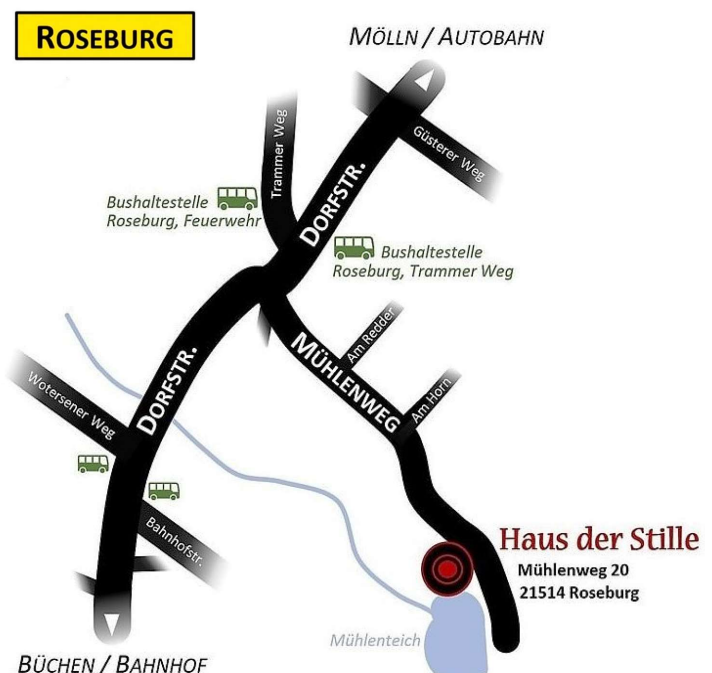 ROSEBURG
MÖLLN / AUTOBAHN
Trammer Weg
Güsterer Weg
DORFSTR.
Bushaltestelle
Roseburg, Feuerwehr
Bushaltestelle
Roseburg, Trammer Weg
Am Redder
MÜHLENWEG
Am Horn
DORFSTR.
Wotersener Weg
Bahnhofstr.
Haus der Stille
Mühlenweg 20
21514 Roseburg
Mühlenteich
BÜCHEN / BAHNHOF